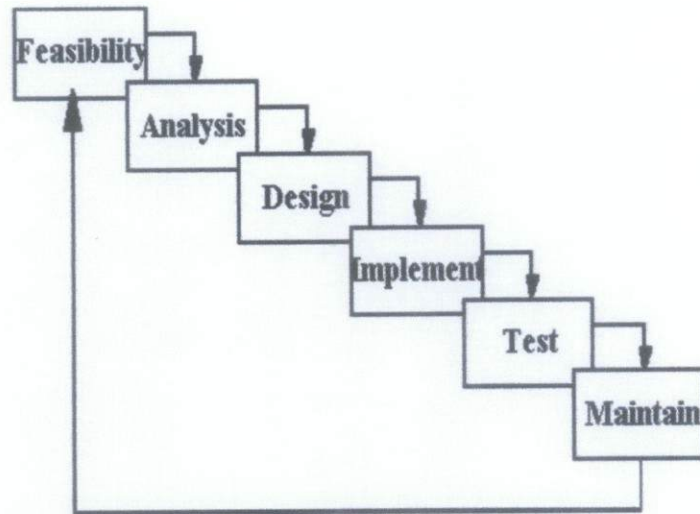 Feasibility
Analysis
Design
Implement
Test
Maintain